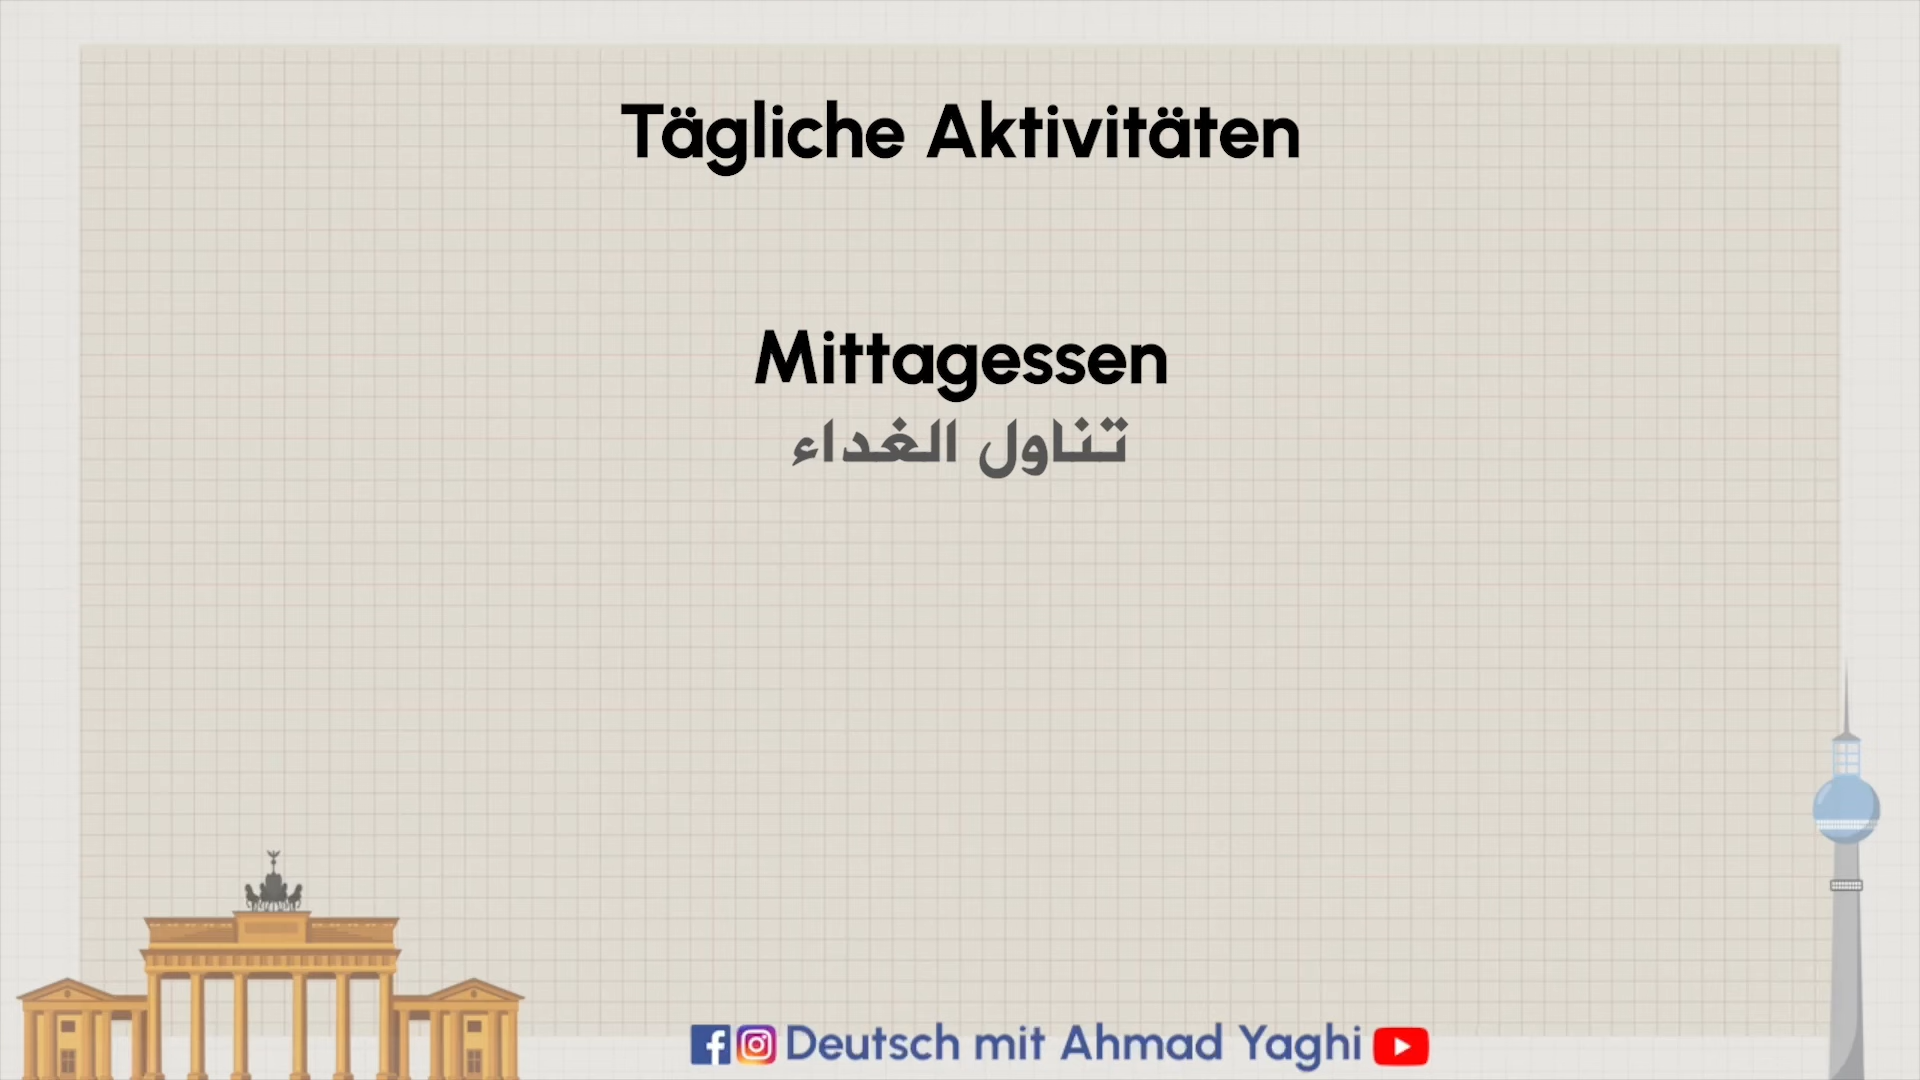 Tägliche Aktivitäten
Mittagessen
تناول الغداء
Deutsch mit Ahmad Yaghi